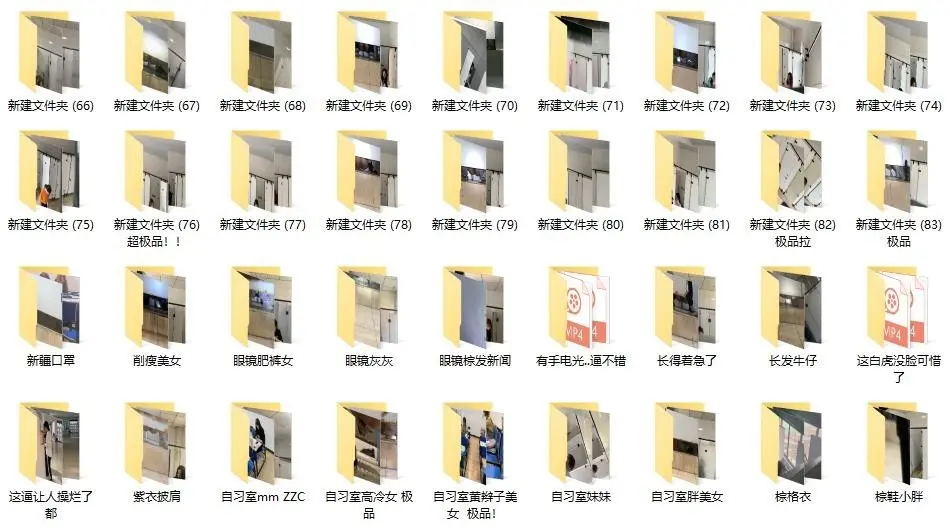 新建文件夹 (66)
新建文件夹 (67)
新建文件夹 (68)
新建文件夹 (69)
新建文件夹 (70)
新建文件夹 (71)
新建文件夹 (72)
新建文件夹 (73)
新建文件夹 (74)
新建文件夹 (75)
新建文件夹 (76)
超极品！！
新建文件夹 (77)
新建文件夹 (78)
新建文件夹 (79)
新建文件夹 (80)
新建文件夹 (81)
新建文件夹 (82)
极品拉
新建文件夹 (83)
极品
新疆口罩
削瘦美女
眼镜肥裤女
眼镜灰灰
眼镜棕发新闻
MP4
4
有手电光..逼不错
长得着急了
长发牛仔
MP4
4
这白虎没脸可惜
了
这逼让人操烂了
都
紫衣披肩
自习室mm ZZC
自习室高冷女 极
品
自习室黄辫子美
女 极品！
自习室妹妹
自习室胖美女
棕格衣
棕鞋小胖